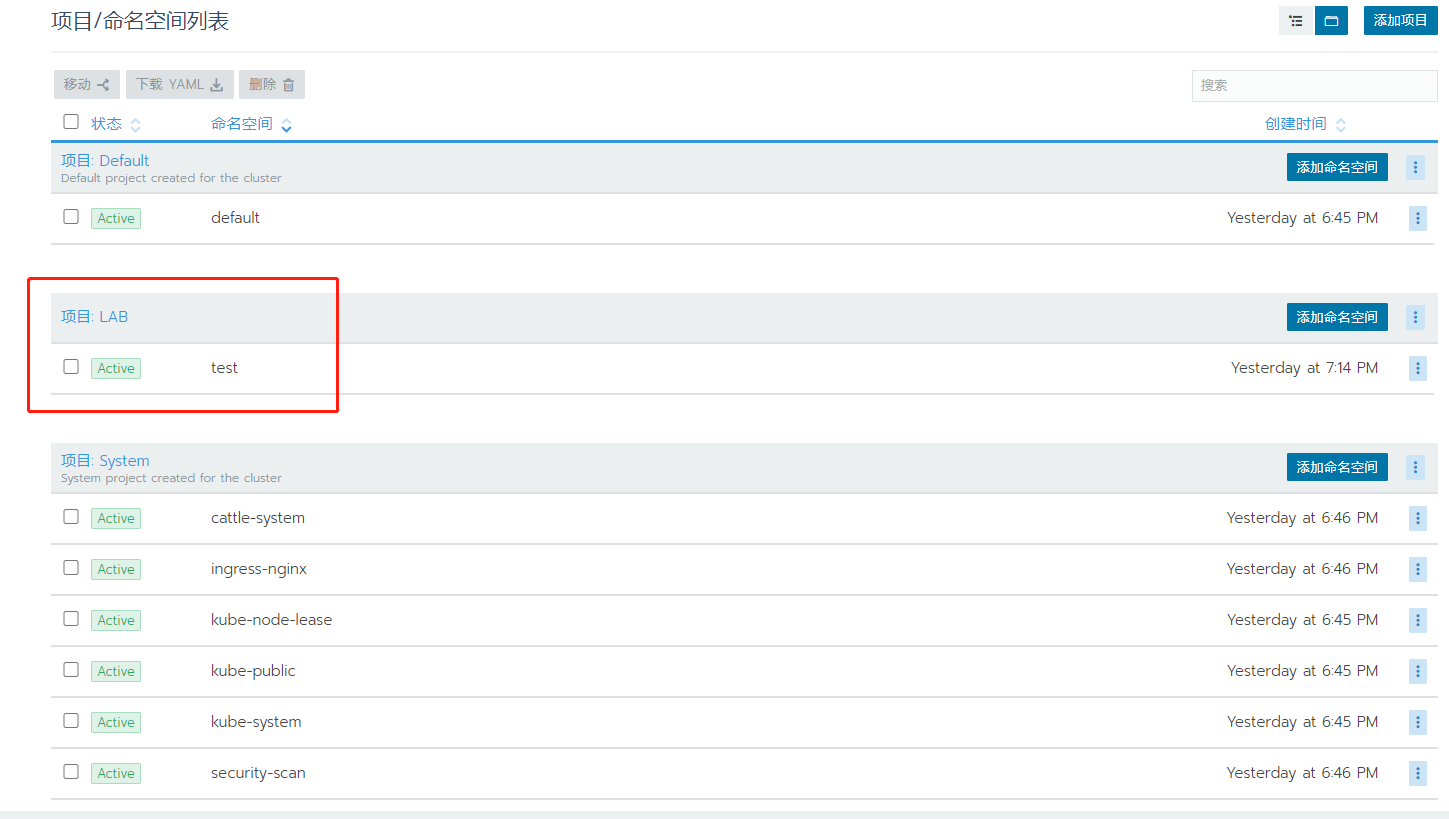 项目/命名空间列表
添加项目
移动 下载 YAML 删除
搜索
状态 命名空间 创建时间
项目: Default
Default project created for the cluster
添加命名空间
Active default Yesterday at 6:45 PM
项目: LAB
添加命名空间
Active test Yesterday at 7:14 PM
项目: System
System project created for the cluster
添加命名空间
Active cattle-system Yesterday at 6:46 PM
Active ingress-nginx Yesterday at 6:46 PM
Active kube-node-lease Yesterday at 6:45 PM
Active kube-public Yesterday at 6:45 PM
Active kube-system Yesterday at 6:45 PM
Active security-scan Yesterday at 6:46 PM